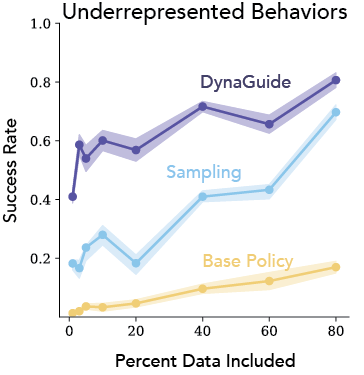 Underrepresented Behaviors
1.0
0.8
0.6
0.4
0.2
Success Rate
DynaGuide
Sampling
Base Policy
0 20 40 60 80
Percent Data Included